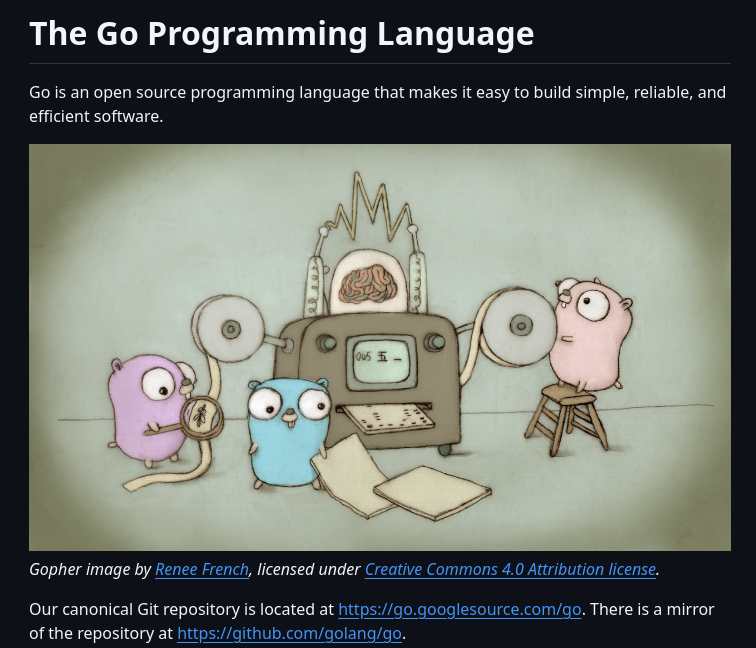 The Go Programming Language
Go is an open source programming language that makes it easy to build simple, reliable, and
efficient software.
045 五 —
Gopher image by Renee French, licensed under Creative Commons 4.0 Attribution license.
Our canonical Git repository is located at https://go.googlesource.com/go. There is a mirror
of the repository at https://github.com/golang/go.